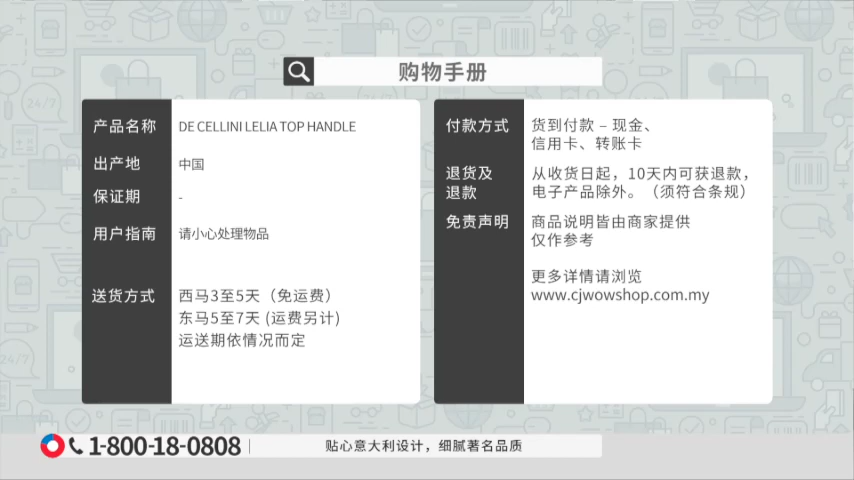 购物手册
产品名称 DE CELLINI LELIA TOP HANDLE
出产地 中国
保证期 -
用户指南 请小心处理物品
送货方式 西马3至5天（免运费）
东马5至7天 (运费另计)
运送期依情况而定
付款方式 货到付款 – 现金、
信用卡、转账卡
退货及 从收货日起，10天内可获退款，
退款 电子产品除外。（须符合条规）
免责声明 商品说明皆由商家提供
仅作参考
更多详情请浏览
www.cjwowshop.com.my
1-800-18-0808 | 贴心意大利设计，细腻著名品质
24/7
24/7